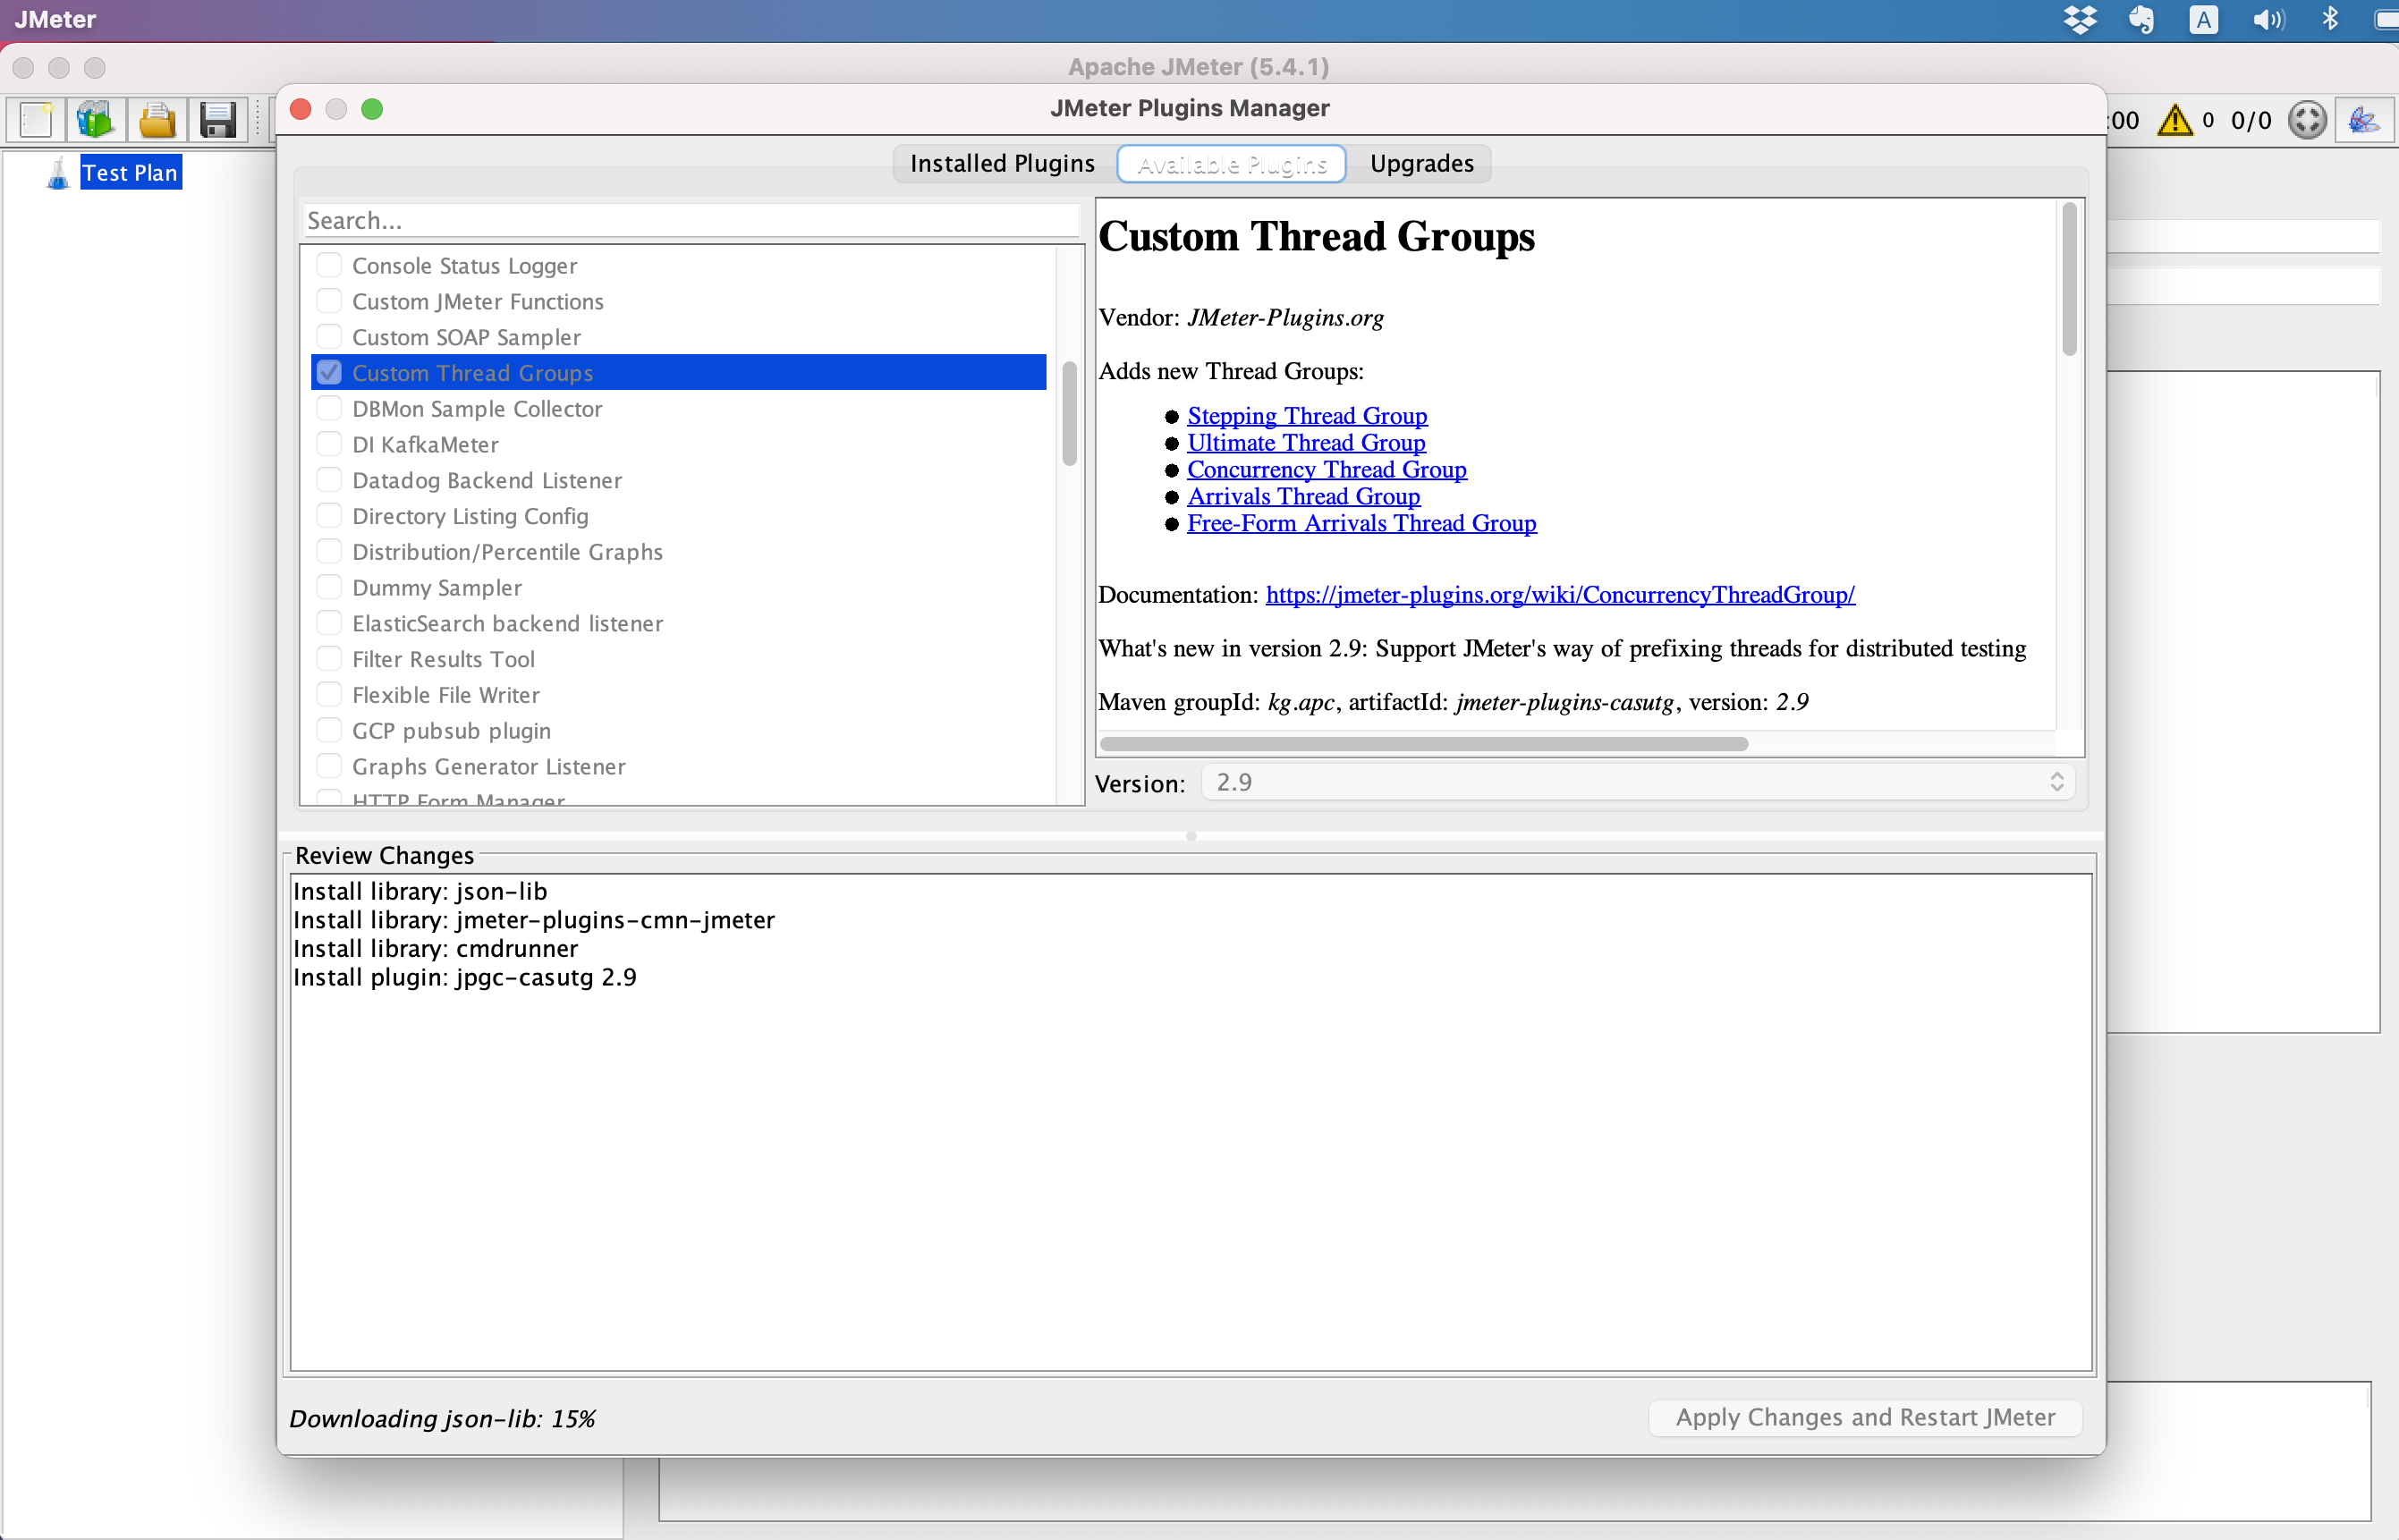 JMeter
A
Apache JMeter (5.4.1)
JMeter Plugins Manager
:00 0 0/0
Test Plan
Installed Plugins Available Plugins Upgrades
Search...
Console Status Logger
Custom JMeter Functions
Custom SOAP Sampler
Custom Thread Groups
DBMon Sample Collector
DI KafkaMeter
Datadog Backend Listener
Directory Listing Config
Distribution/Percentile Graphs
Dummy Sampler
ElasticSearch backend listener
Filter Results Tool
Flexible File Writer
GCP pubsub plugin
Graphs Generator Listener
HTTP Form Manager
Custom Thread Groups
Vendor: JMeter-Plugins.org
Adds new Thread Groups:
● Stepping Thread Group
● Ultimate Thread Group
● Concurrency Thread Group
● Arrivals Thread Group
● Free-Form Arrivals Thread Group
Documentation: https://jmeter-plugins.org/wiki/ConcurrencyThreadGroup/
What's new in version 2.9: Support JMeter's way of prefixing threads for distributed testing
Maven groupId: kg.apc, artifactId: jmeter-plugins-casutg, version: 2.9
Version: 2.9
Review Changes
Install library: json-lib
Install library: jmeter-plugins-cmn-jmeter
Install library: cmdrunner
Install plugin: jpgc-casutg 2.9
Downloading json-lib: 15%
Apply Changes and Restart JMeter